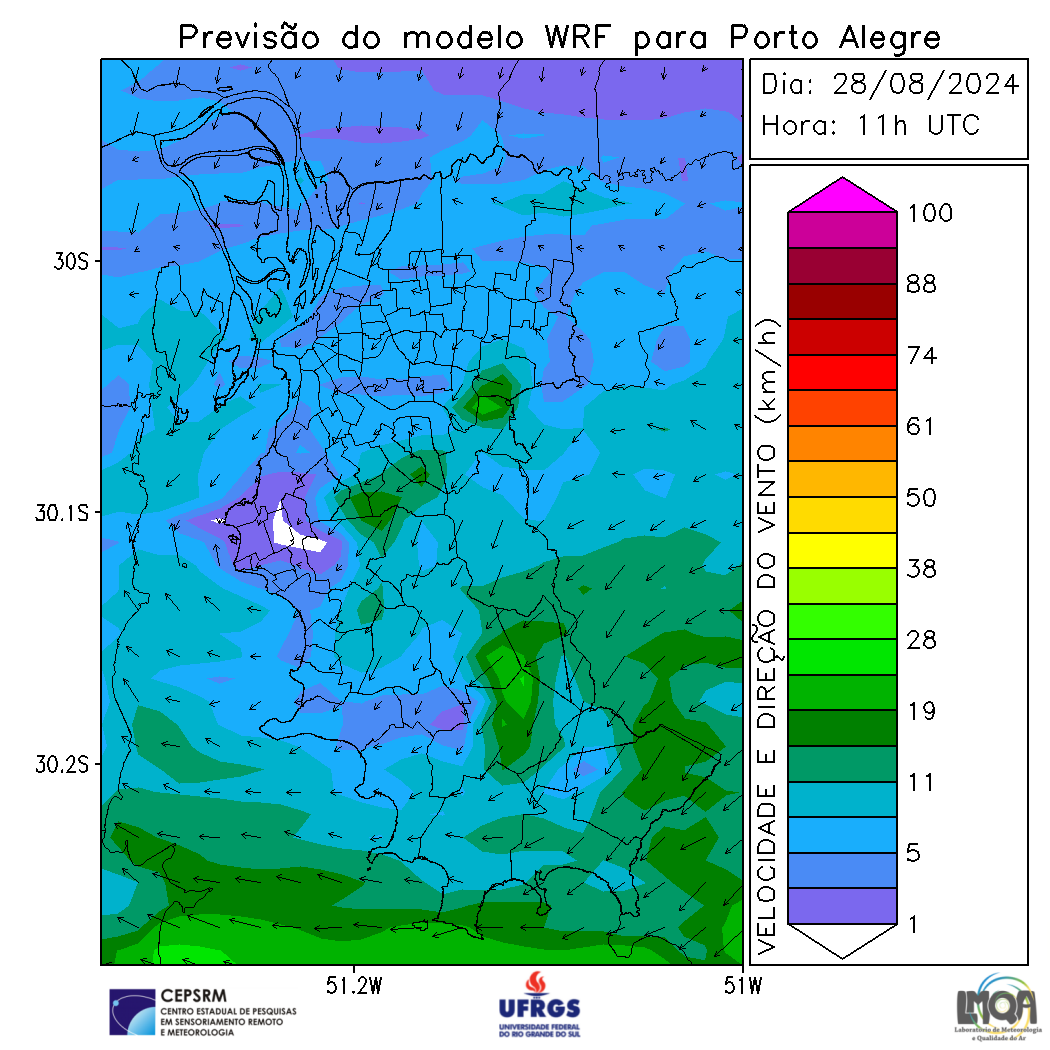 Previsão do modelo WRF para Porto Alegre
Dia: 28/08/2024
Hora: 11h UTC
30S
30.1S
30.2S
51.2W
51W
VELOCIDADE E DIREÇÃO DO VENTO (km/h)
100
88
74
61
50
38
28
19
11
5
1
CEPSRM
CENTRO ESTADUAL DE PESQUISAS
EM SENSORIAMENTO REMOTO
E METEOROLOGIA
UFRGS
UNIVERSIDADE FEDERAL
DO RIO GRANDE DO SUL
LMQA
Laboratório de Meteorologia
e Qualidade do Ar